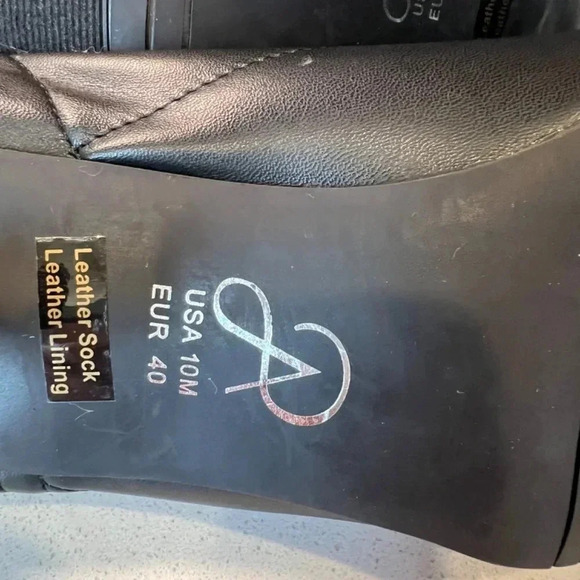 USA 10M
EUR 40
Leather Sock
Leather Lining